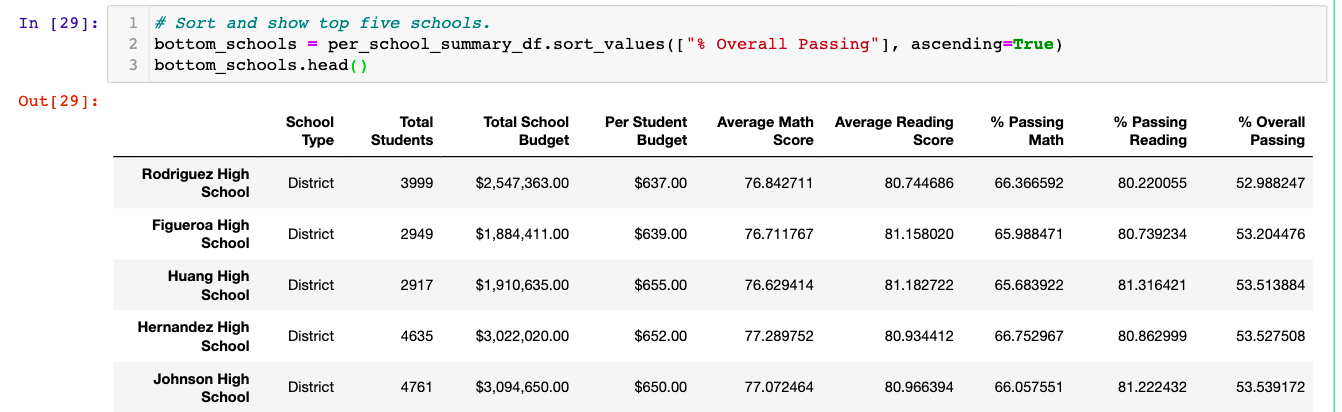 In [29]:
1 # Sort and show top five schools.
2 bottom_schools = per_school_summary_df.sort_values(["% Overall Passing"], ascending=True)
3 bottom_schools.head()
Out[29]:
School Total Total School Per Student Average Math Average Reading % Passing % Passing % Overall
Type Students Budget Budget Score Score Math Reading Passing
Rodriguez High
School District 3999 $2,547,363.00 $637.00 76.842711 80.744686 66.366592 80.220055 52.988247
Figueroa High
School District 2949 $1,884,411.00 $639.00 76.711767 81.158020 65.988471 80.739234 53.204476
Huang High
School District 2917 $1,910,635.00 $655.00 76.629414 81.182722 65.683922 81.316421 53.513884
Hernandez High
School District 4635 $3,022,020.00 $652.00 77.289752 80.934412 66.752967 80.862999 53.527508
Johnson High
School District 4761 $3,094,650.00 $650.00 77.072464 80.966394 66.057551 81.222432 53.539172